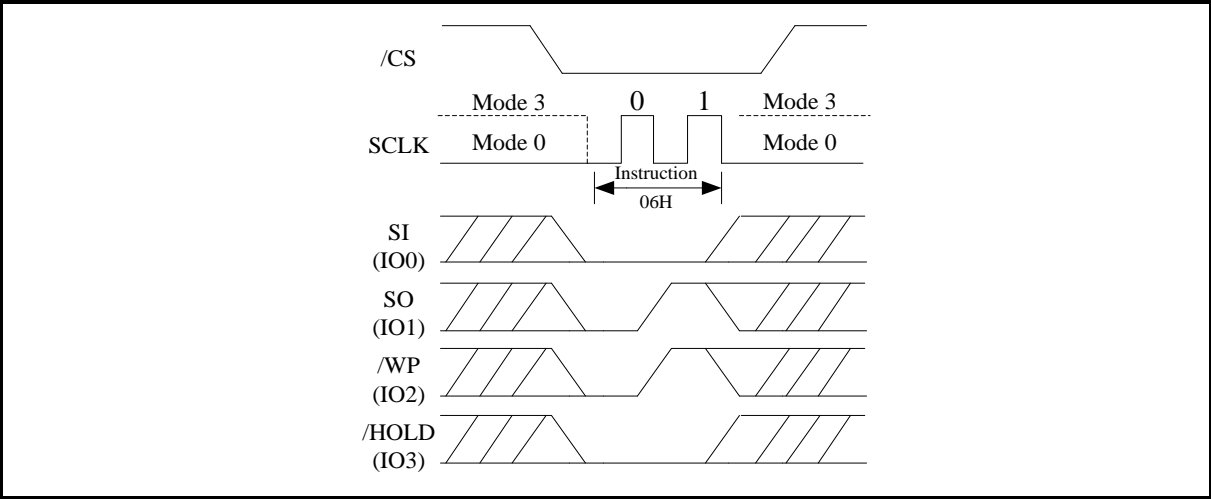 /CS
Mode 3 0 1 Mode 3
SCLK Mode 0 Mode 0
Instruction
06H
SI
(IO0)
SO
(IO1)
/WP
(IO2)
/HOLD
(IO3)